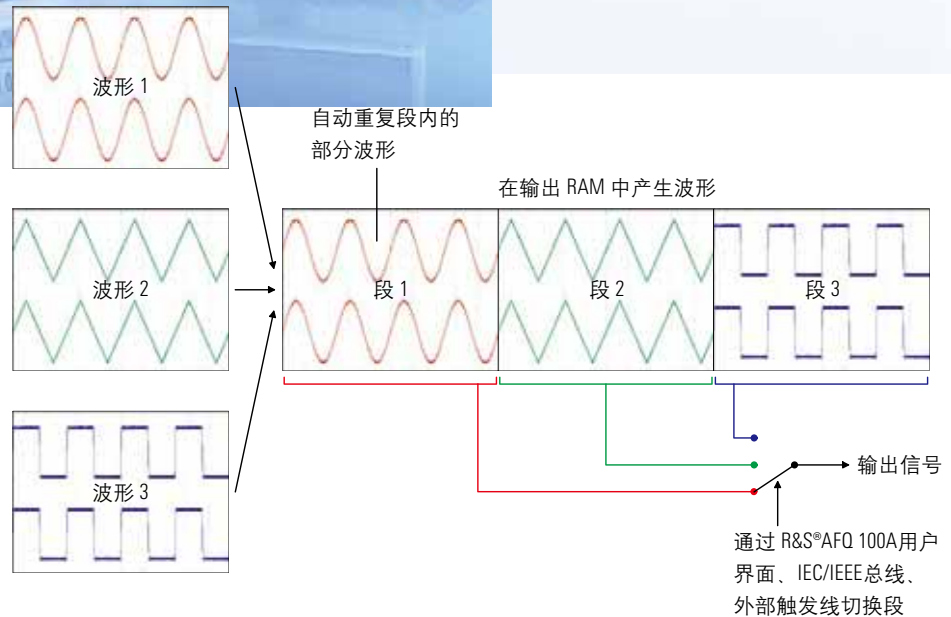 波形 1
自动重复段内的
部分波形
在输出 RAM 中产生波形
波形 2
段 1
段 2
段 3
波形 3
输出信号
通过 R&S®AFQ 100A用户
界面、IEC/IEEE总线、
外部触发线切换段